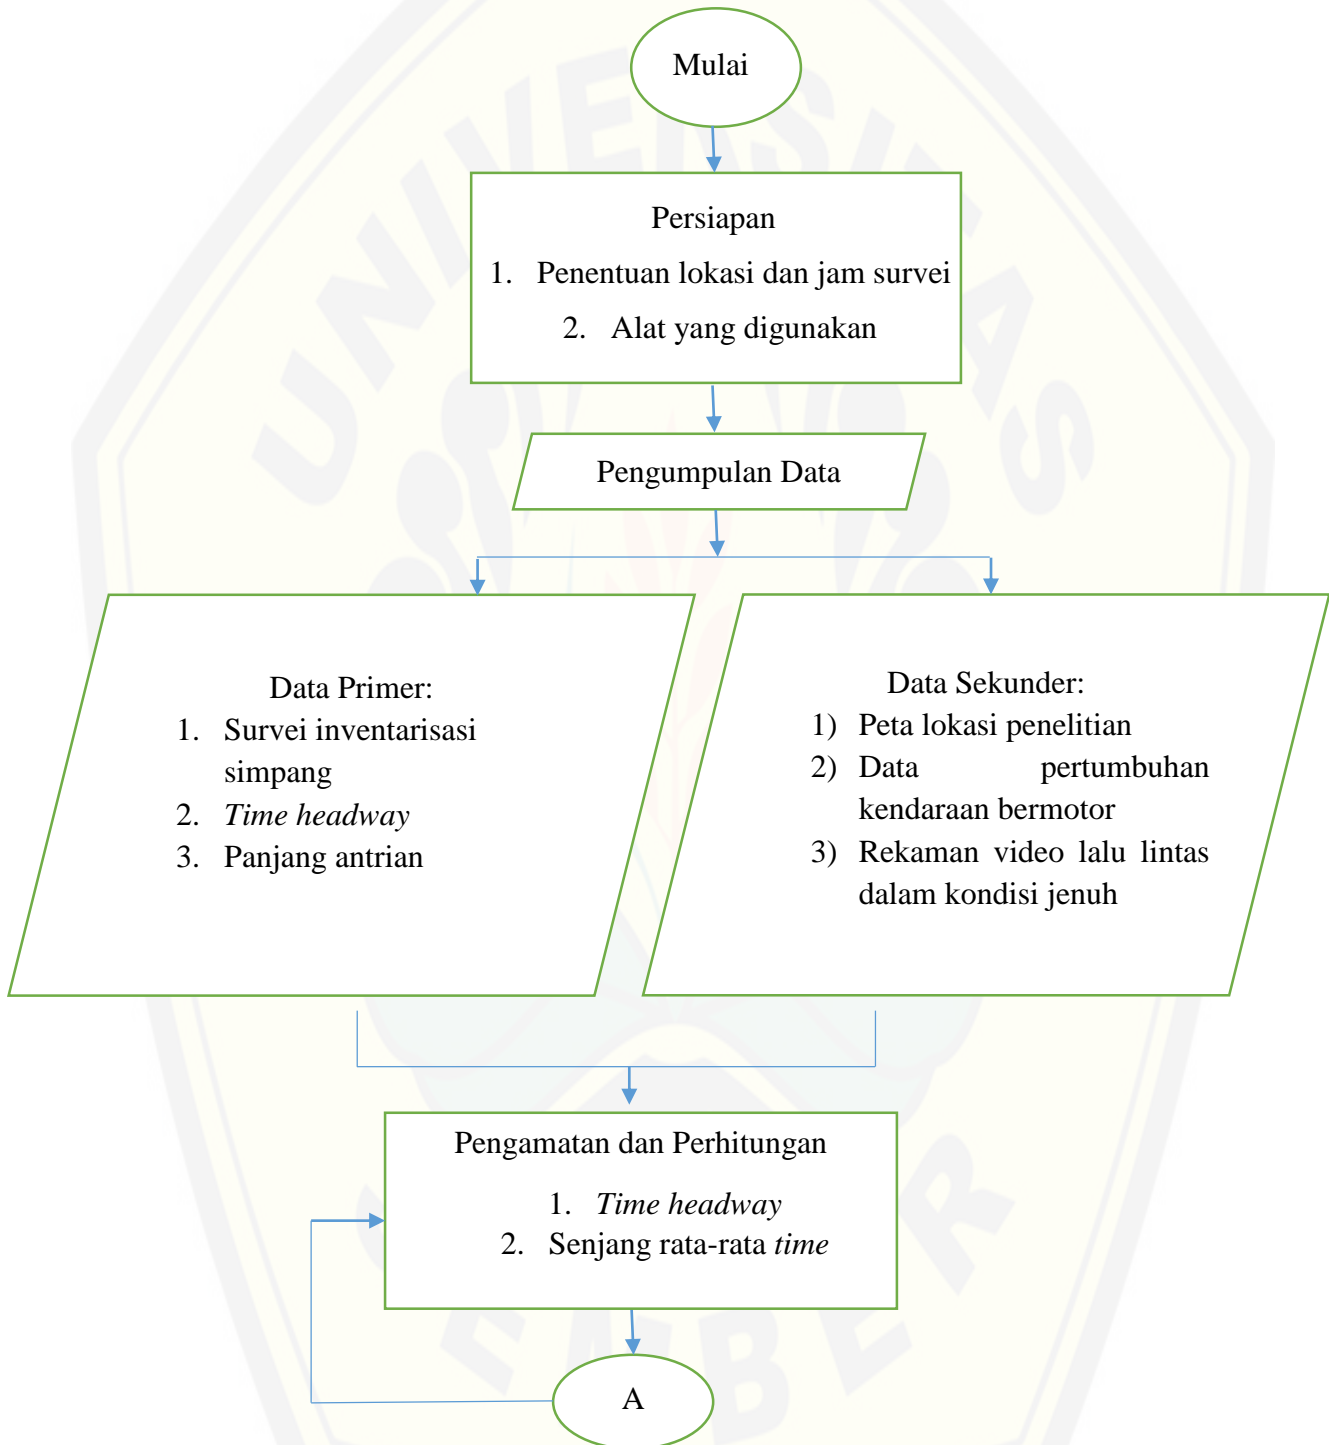 UNIVERSITAS
Mulai
Persiapan
1. Penentuan lokasi dan jam survei
2. Alat yang digunakan
Pengumpulan Data
Data Primer:
1. Survei inventarisasi
simpang
2. Time headway
3. Panjang antrian
Data Sekunder:
1) Peta lokasi penelitian
2) Data pertumbuhan
kendaraan bermotor
3) Rekaman video lalu lintas
dalam kondisi jenuh
Pengamatan dan Perhitungan
1. Time headway
2. Senjang rata-rata time
A
JEMBER